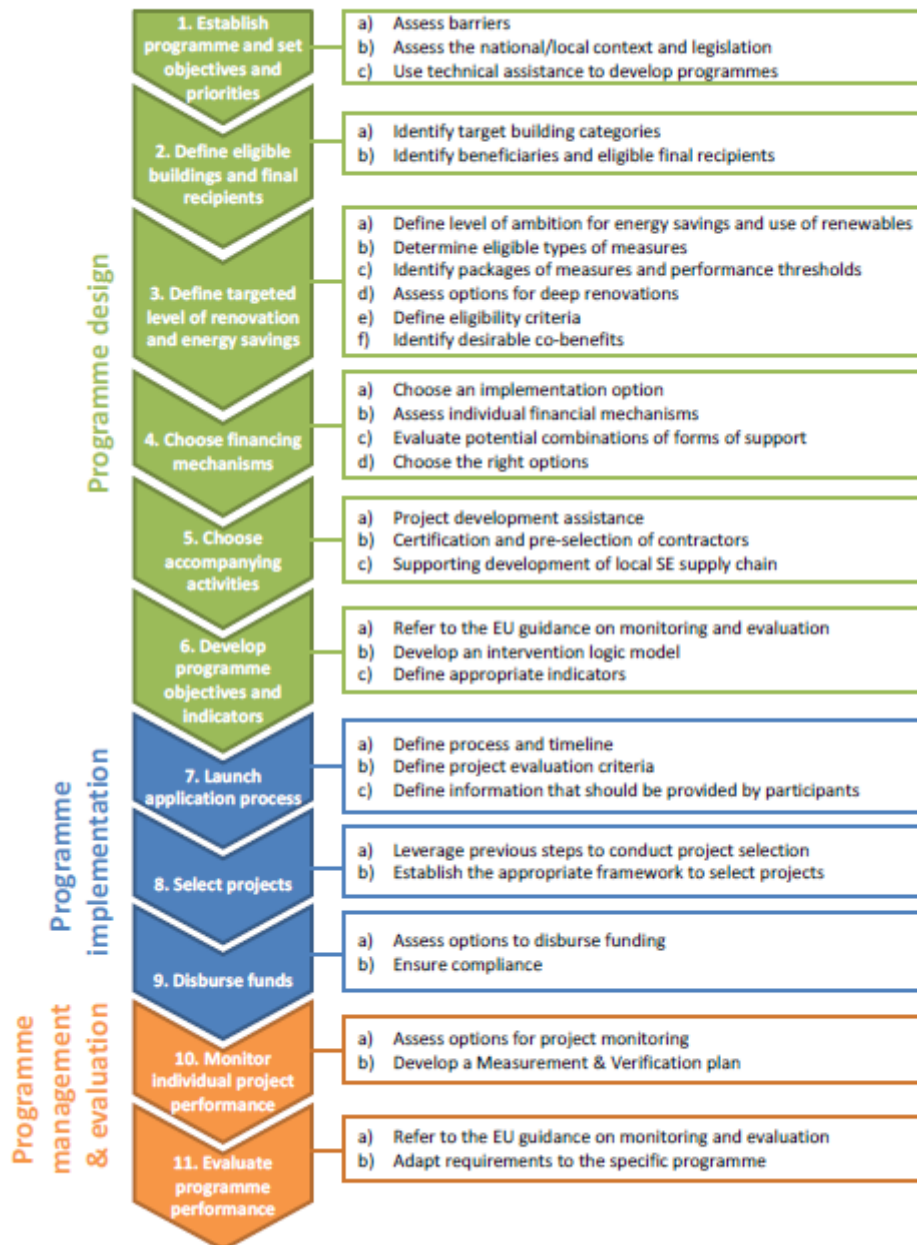 Programme design
1. Establish
programme and set
objectives and
priorities
a) Assess barriers
b) Assess the national/local context and legislation
c) Use technical assistance to develop programmes
2. Define eligible
buildings and final
recipients
a) Identify target building categories
b) Identify beneficiaries and eligible final recipients
3. Define targeted
level of renovation
and energy savings
a) Define level of ambition for energy savings and use of renewables
b) Determine eligible types of measures
c) Identify packages of measures and performance thresholds
d) Assess options for deep renovations
e) Define eligibility criteria
f) Identify desirable co-benefits
4. Choose financing
mechanisms
a) Choose an implementation option
b) Assess individual financial mechanisms
c) Evaluate potential combinations of forms of support
d) Choose the right options
5. Choose
accompanying
activities
a) Project development assistance
b) Certification and pre-selection of contractors
c) Supporting development of local SE supply chain
6. Develop
programme
objectives and
indicators
a) Refer to the EU guidance on monitoring and evaluation
b) Develop an intervention logic model
c) Define appropriate indicators
Programme
implementation
7. Launch
application process
a) Define process and timeline
b) Define project evaluation criteria
c) Define information that should be provided by participants
8. Select projects
a) Leverage previous steps to conduct project selection
b) Establish the appropriate framework to select projects
9. Disburse funds
a) Assess options to disburse funding
b) Ensure compliance
Programme
management
& evaluation
10. Monitor
individual project
performance
a) Assess options for project monitoring
b) Develop a Measurement & Verification plan
11. Evaluate
programme
performance
a) Refer to the EU guidance on monitoring and evaluation
b) Adapt requirements to the specific programme